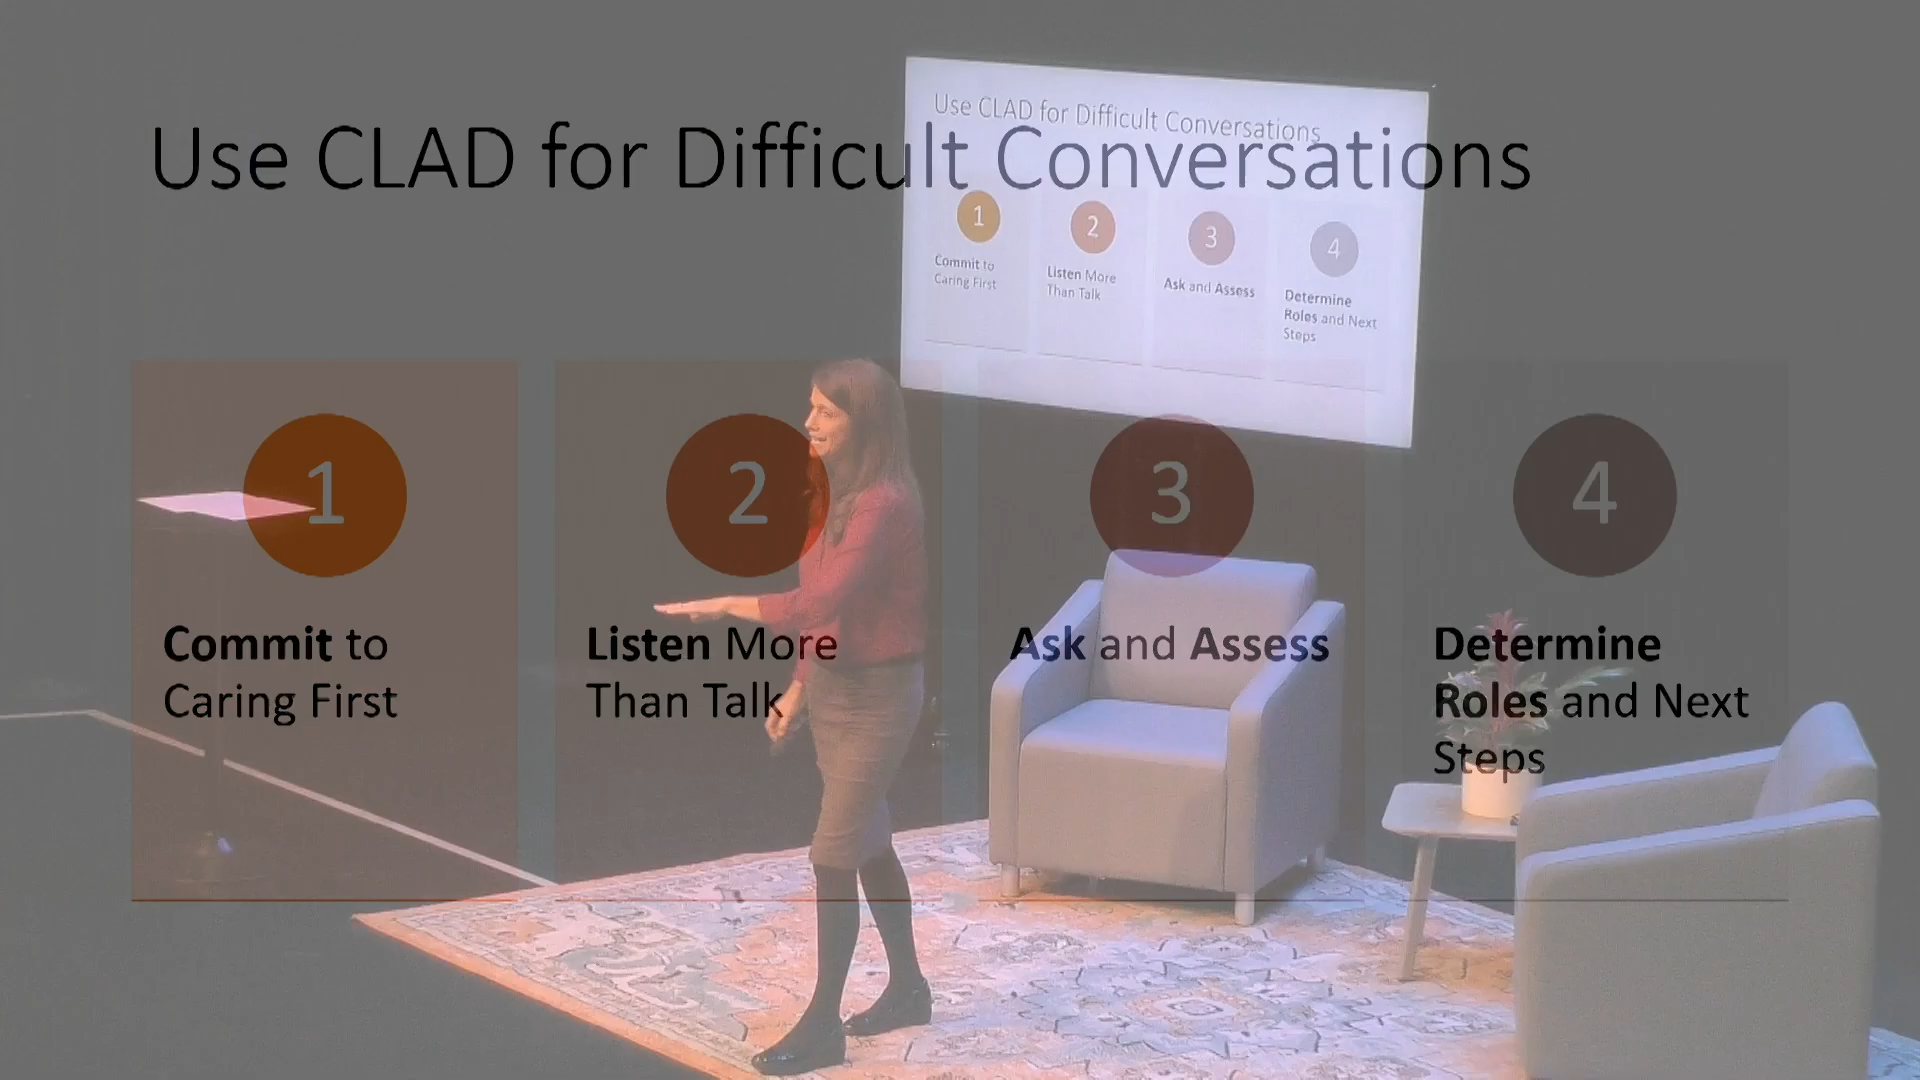 Use CLAD for Difficult Conversations
1
Commit to
Caring First
2
Listen More
Than Talk
3
Ask and Assess
4
Determine
Roles and Next
Steps
Use CLAD for Difficult Conversations
1
Commit to
Caring First
2
Listen More
Than Talk
3
Ask and Assess
4
Determine
Roles and Next
Steps